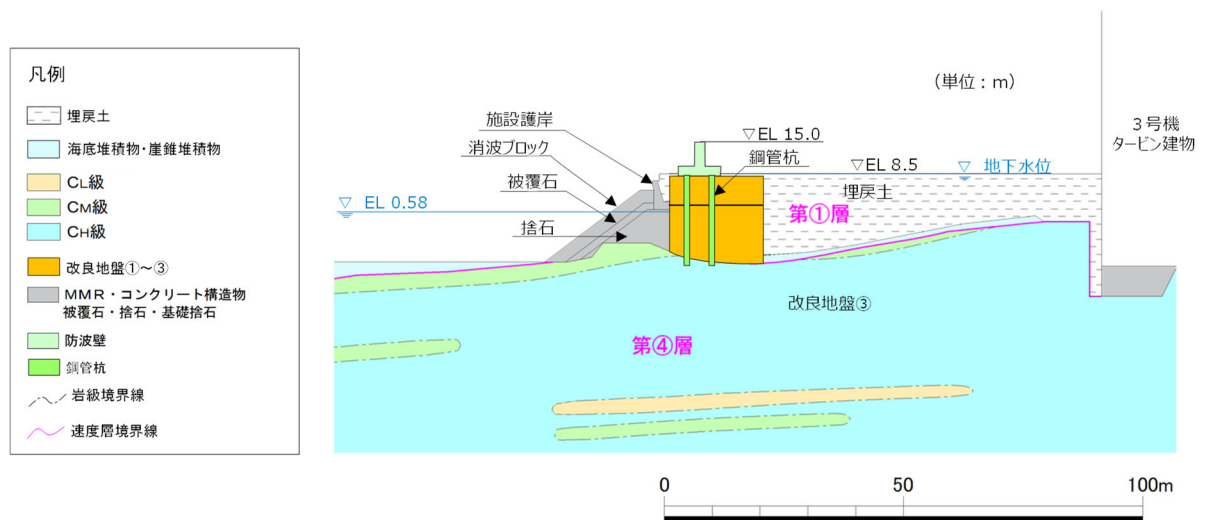 凡例
埋戻土
海底堆積物・崖錐堆積物
CL級
CM級
CH級
改良地盤①～③
MMR・コンクリート構造物
被覆石・捨石・基礎捨石
防波壁
鋼管杭
岩級境界線
速度層境界線
（単位：m）
3号機
タービン建物
施設護岸
消波ブロック
被覆石
捨石
▽EL 15.0
鋼管杭
▽EL 8.5
▽ 地下水位
埋戻土
▽ EL 0.58
第①層
改良地盤③
第④層
0
50
100m